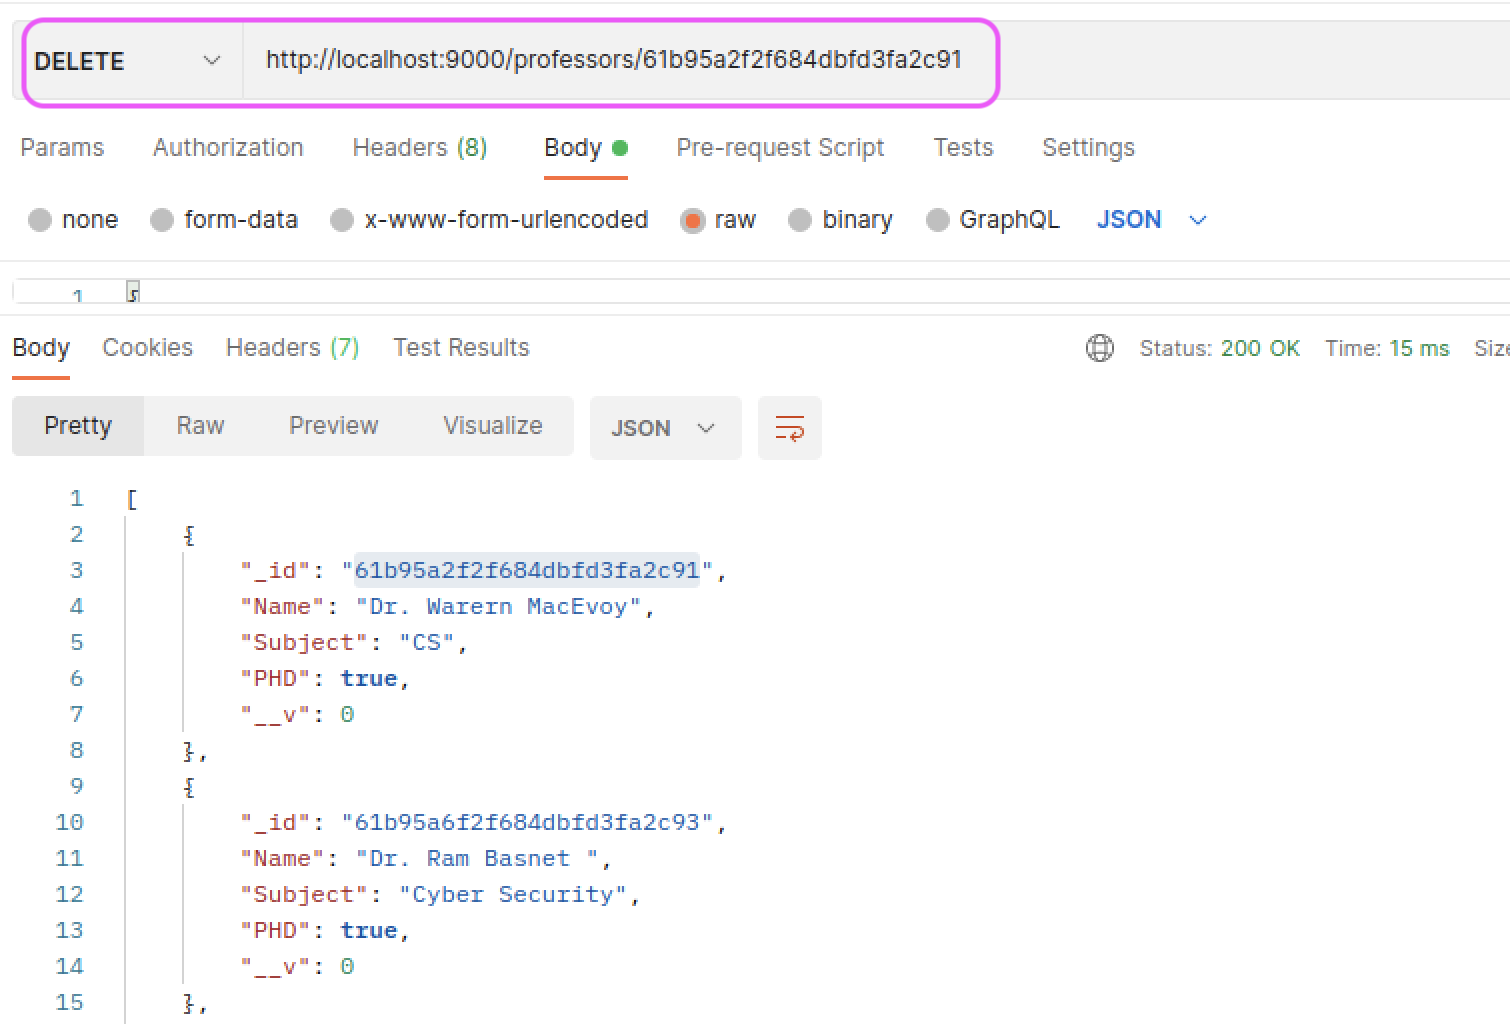 DELETE http://localhost:9000/professors/61b95a2f2f684dbfd3fa2c91
Params Authorization Headers (8) Body Pre-request Script Tests Settings
none form-data x-www-form-urlencoded raw binary GraphQL JSON
1 {
Body Cookies Headers (7) Test Results Status: 200 OK Time: 15 ms
Pretty Raw Preview Visualize JSON
1 [
2 {
3 "_id": "61b95a2f2f684dbfd3fa2c91",
4 "Name": "Dr. Warern MacEvoy",
5 "Subject": "CS",
6 "PHD": true,
7 "__v": 0
8 },
9 {
10 "_id": "61b95a6f2f684dbfd3fa2c93",
11 "Name": "Dr. Ram Basnet ",
12 "Subject": "Cyber Security",
13 "PHD": true,
14 "__v": 0
15 },